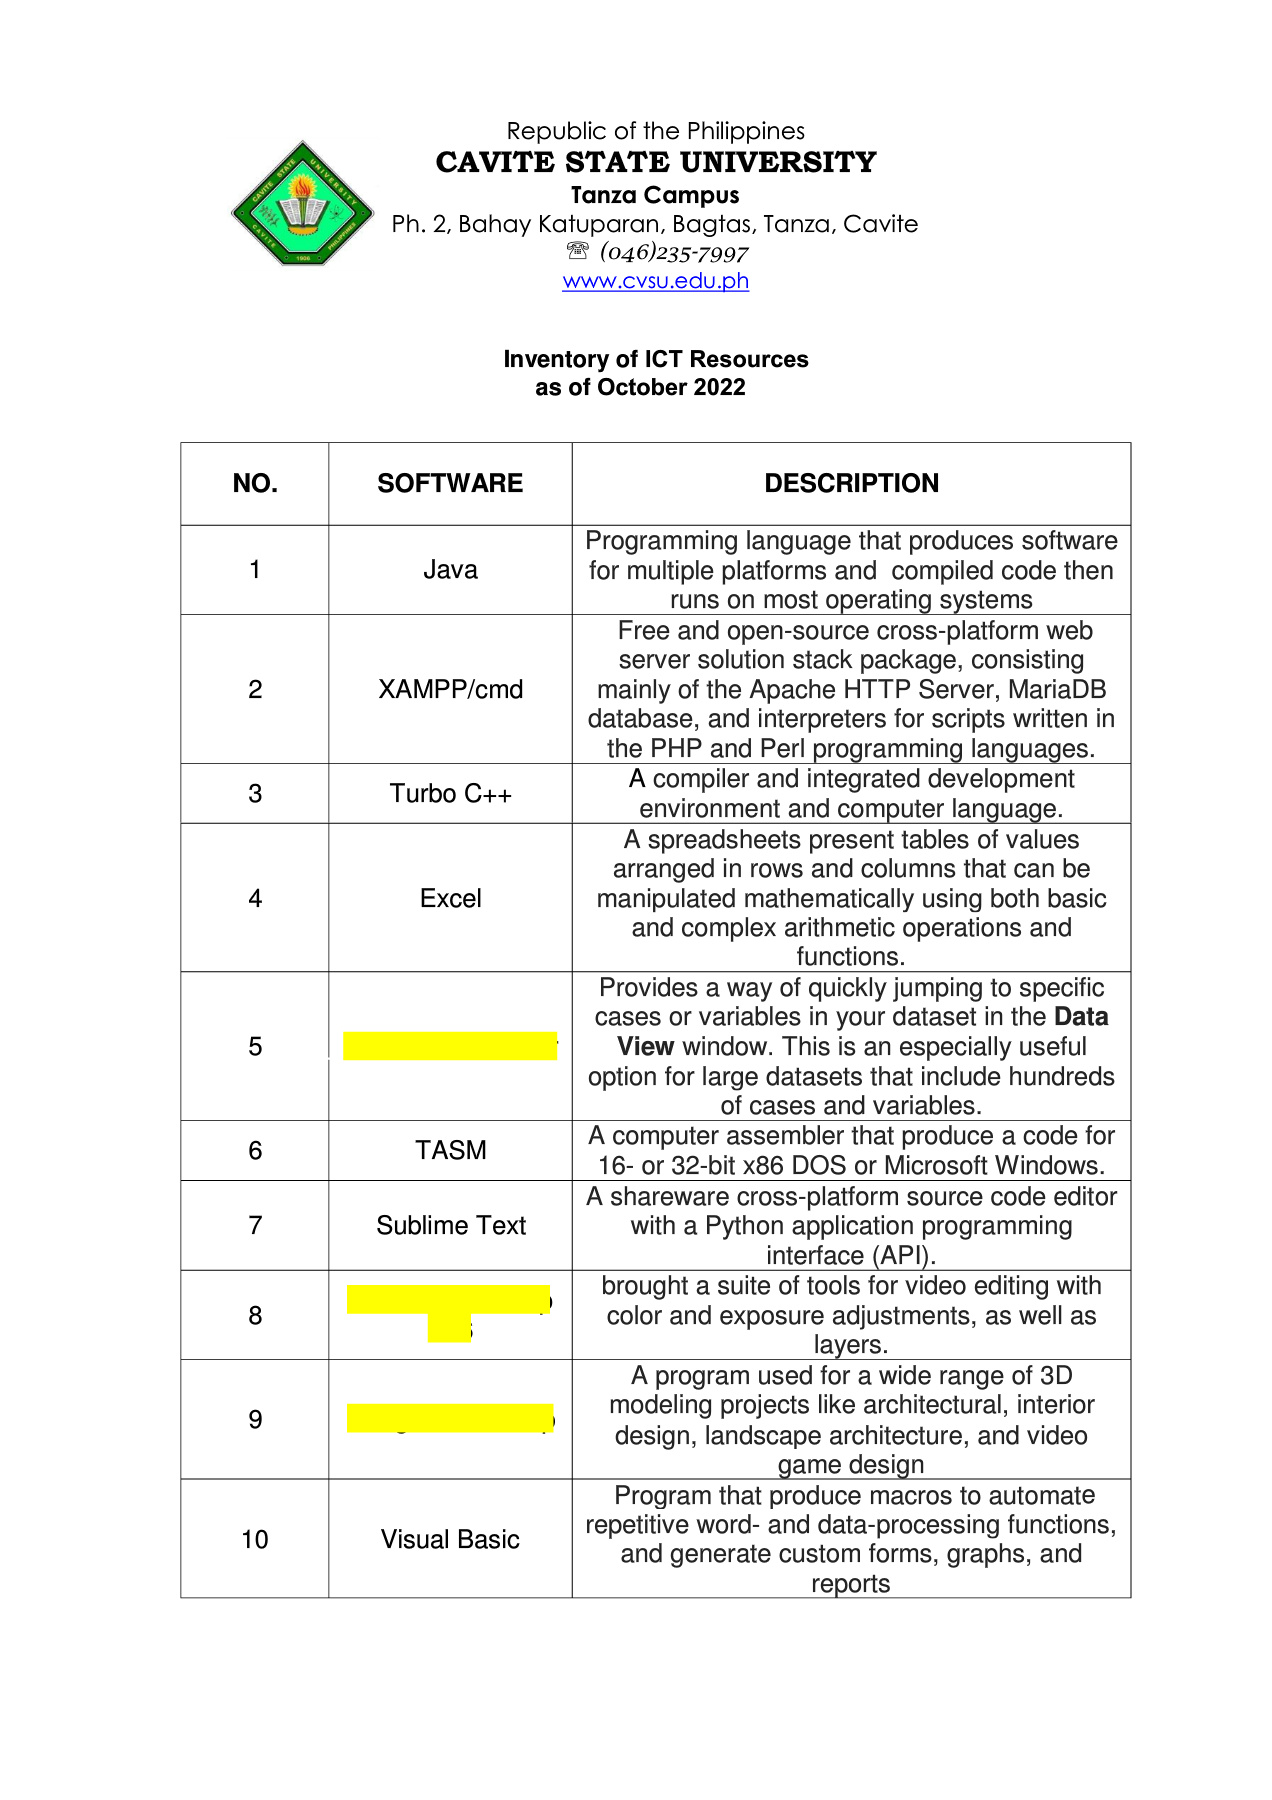 Republic of the Philippines
CAVITE STATE UNIVERSITY
Tanza Campus
Ph. 2, Bahay Katuparan, Bagtas, Tanza, Cavite
☏ (046)235-7997
www.cvsu.edu.ph
CAVITE STATE UNIVERSITY
CAVITE 1906 PHILIPPINES
Inventory of ICT Resources
as of October 2022
NO. SOFTWARE DESCRIPTION
1 Java Programming language that produces software
for multiple platforms and compiled code then
runs on most operating systems
2 XAMPP/cmd Free and open-source cross-platform web
server solution stack package, consisting
mainly of the Apache HTTP Server, MariaDB
database, and interpreters for scripts written in
the PHP and Perl programming languages.
3 Turbo C++ A compiler and integrated development
environment and computer language.
4 Excel A spreadsheets present tables of values
arranged in rows and columns that can be
manipulated mathematically using both basic
and complex arithmetic operations and
functions.
5 Provides a way of quickly jumping to specific
cases or variables in your dataset in the Data
View window. This is an especially useful
option for large datasets that include hundreds
of cases and variables.
6 TASM A computer assembler that produce a code for
16- or 32-bit x86 DOS or Microsoft Windows.
7 Sublime Text A shareware cross-platform source code editor
with a Python application programming
interface (API).
8 brought a suite of tools for video editing with
color and exposure adjustments, as well as
layers.
9 A program used for a wide range of 3D
modeling projects like architectural, interior
design, landscape architecture, and video
game design
10 Visual Basic Program that produce macros to automate
repetitive word- and data-processing functions,
and generate custom forms, graphs, and
reports